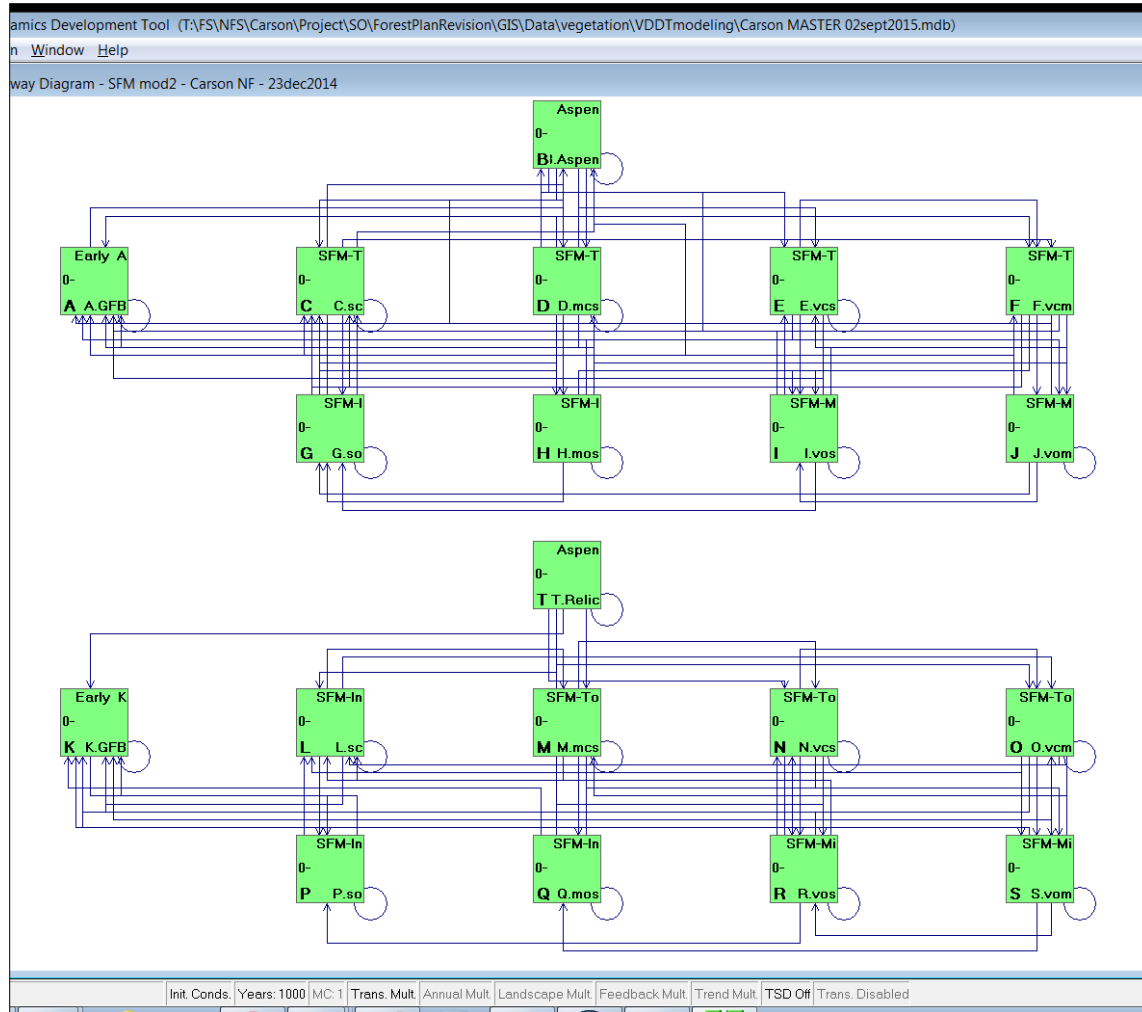 amics Development Tool (T:\FS\NFS\Carson\Project\SO\ForestPlanRevision\GIS\Data\vegetation\VDDTmodeling\Carson MASTER 02sept2015.mdb)
n Window Help
way Diagram - SFM mod2 - Carson NF - 23dec2014
Aspen
0-
B I.Aspen
Early A
0-
A A.GFB
SFM-T
0-
C C.sc
SFM-T
0-
D D.mcs
SFM-T
0-
E E.vcs
SFM-T
0-
F F.vcm
SFM-I
0-
G G.so
SFM-I
0-
H H.mos
SFM-M
0-
I I.vos
SFM-M
0-
J J.vom
Aspen
0-
T T.Relic
Early K
0-
K K.GFB
SFM-In
0-
L L.sc
SFM-To
0-
M M.mcs
SFM-To
0-
N N.vcs
SFM-To
0-
O O.vcm
SFM-In
0-
P P.so
SFM-In
0-
Q Q.mos
SFM-Mi
0-
R R.vos
SFM-Mi
0-
S S.vom
Init. Conds. Years: 1000 MC: 1 Trans. Mult. Annual Mult. Landscape Mult. Feedback Mult. Trend Mult. TSD Off Trans. Disabled